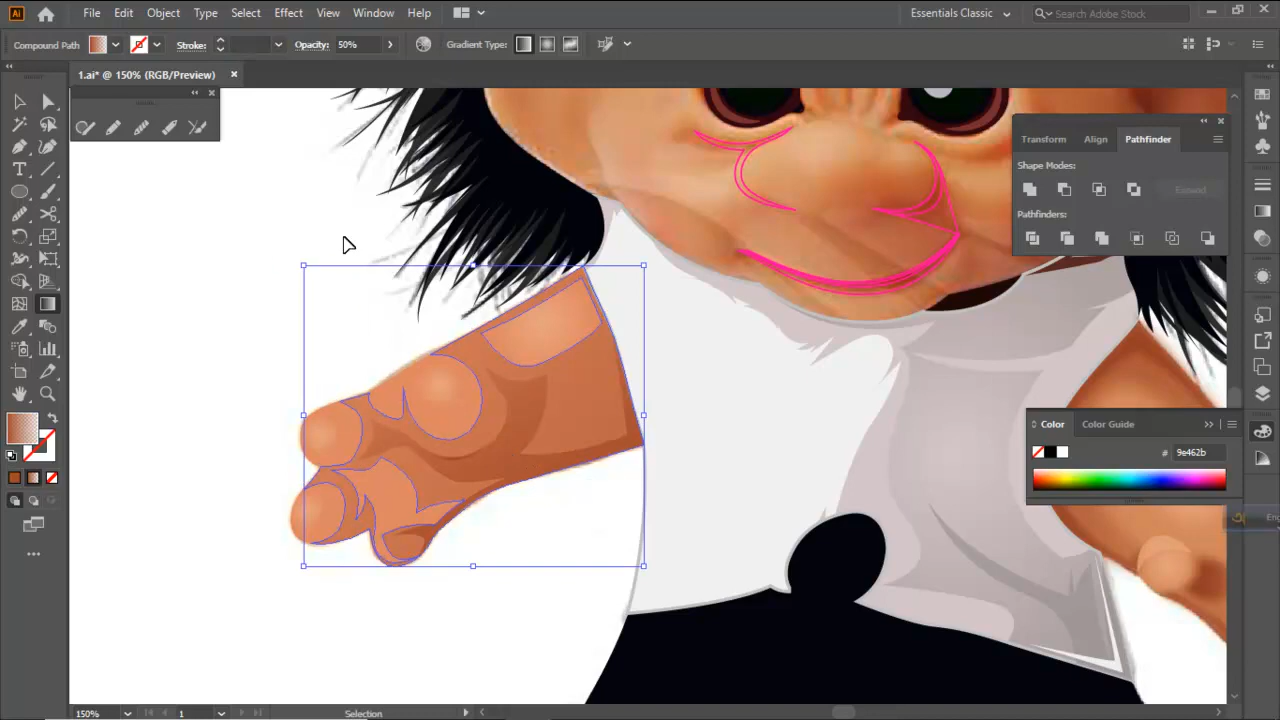 Ai File Edit Object Type Select Effect View Window Help Essentials Classic Search Adobe Stock
Compound Path Stroke: Opacity: 50% Gradient Type:
1.ai* @ 150% (RGB/Preview)
Transform Align Pathfinder
Shape Modes:
Expand
Pathfinders:
Color Color Guide
# 9e462b
En
150% 1 Selection